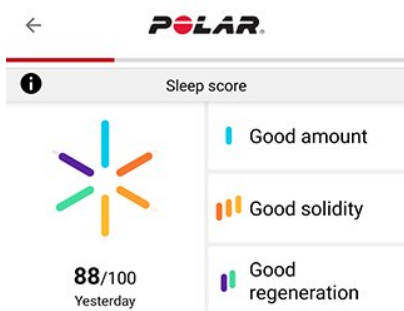 POLAR.
Sleep score
Good amount
Good solidity
Good
regeneration
88/100
Yesterday